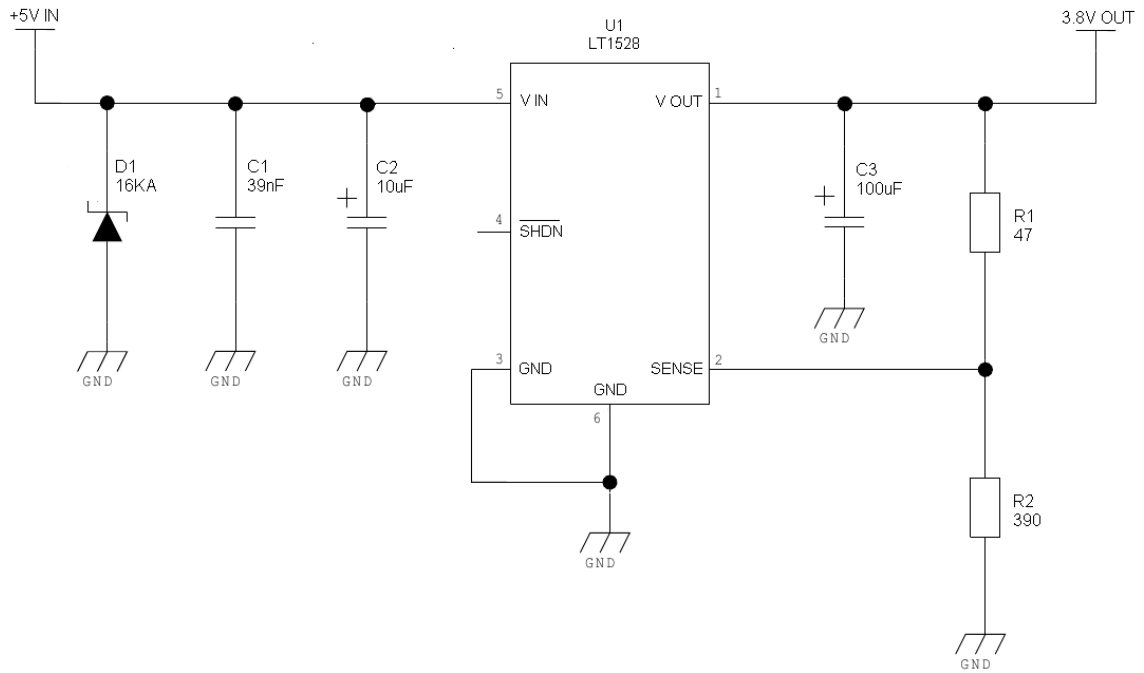 +5V IN
U1
LT1528
3.8V OUT
5
V IN
V OUT
1
D1
16KA
C1
39nF
C2
10uF
+
C3
100uF
+
R1
47
4
SHDN
3
GND
SENSE
2
GND
6
GND
GND
GND
GND
GND
R2
390
GND